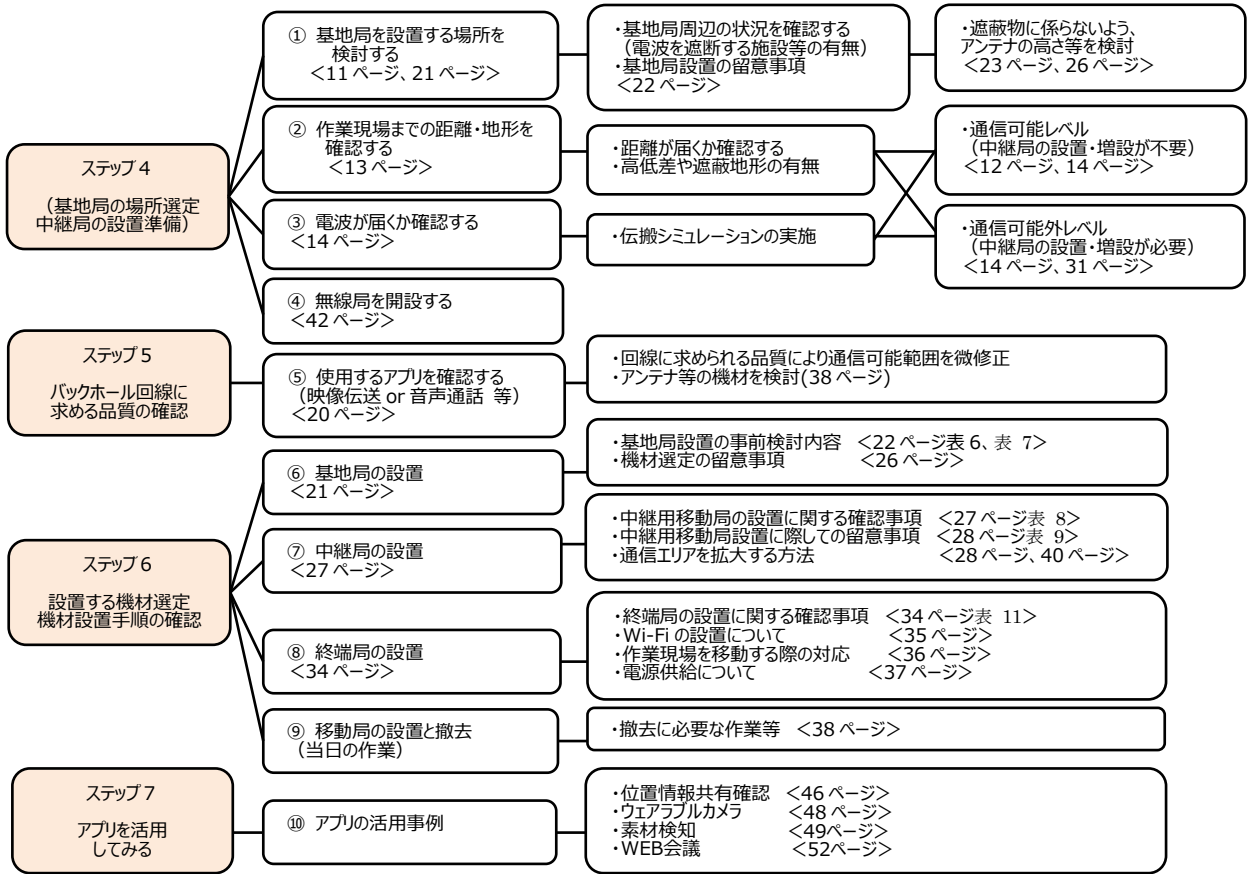 ステップ4
（基地局の場所選定
中継局の設置準備）
① 基地局を設置する場所を
検討する
<11 ページ、21 ページ>
・基地局周辺の状況を確認する
（電波を遮断する施設等の有無）
・基地局設置の留意事項
<22 ページ>
・遮蔽物に係らないよう、
アンテナの高さ等を検討
<23 ページ、26 ページ>
② 作業現場までの距離・地形を
確認する
<13 ページ>
・距離が届くか確認する
・高低差や遮蔽地形の有無
・通信可能レベル
（中継局の設置・増設が不要）
<12 ページ、14 ページ>
③ 電波が届くか確認する
<14 ページ>
・伝搬シミュレーションの実施
・通信可能外レベル
（中継局の設置・増設が必要）
<14 ページ、31 ページ>
④ 無線局を開設する
<42 ページ>
ステップ5
バックホール回線に
求める品質の確認
⑤ 使用するアプリを確認する
（映像伝送 or 音声通話 等）
<20 ページ>
・回線に求められる品質により通信可能範囲を微修正
・アンテナ等の機材を検討(38 ページ)
ステップ6
設置する機材選定
機材設置手順の確認
⑥ 基地局の設置
<21 ページ>
・基地局設置の事前検討内容 <22 ページ表 6、表 7>
・機材選定の留意事項 <26 ページ>
⑦ 中継局の設置
<27 ページ>
・中継用移動局の設置に関する確認事項 <27 ページ表 8>
・中継用移動局設置に際しての留意事項 <28 ページ表 9>
・通信エリアを拡大する方法 <28 ページ、40 ページ>
⑧ 終端局の設置
<34 ページ>
・終端局の設置に関する確認事項 <34 ページ表 11>
・Wi-Fi の設置について <35 ページ>
・作業現場を移動する際の対応 <36 ページ>
・電源供給について <37 ページ>
⑨ 移動局の設置と撤去
（当日の作業）
・撤去に必要な作業等 <38 ページ>
ステップ7
アプリを活用
してみる
⑩ アプリの活用事例
・位置情報共有確認 <46 ページ>
・ウェアラブルカメラ <48 ページ>
・素材検知 <49ページ>
・WEB会議 <52ページ>